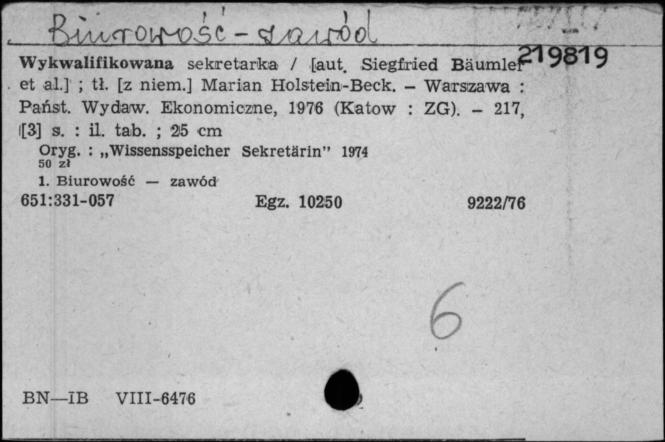 Biurowość - zawód
219819
Wykwalifikowana sekretarka / [aut. Siegfried Bäumler
et al.] ; tł. [z niem.] Marian Holstein-Beck. – Warszawa :
Państ. Wydaw. Ekonomiczne, 1976 (Katow : ZG). – 217,
[3] s. : il. tab. ; 25 cm
Oryg. : „Wissensspeicher Sekretärin” 1974
50 zł
1. Biurowość — zawód
651:331-057 Egz. 10250 9222/76
6
BN—IB VIII-6476